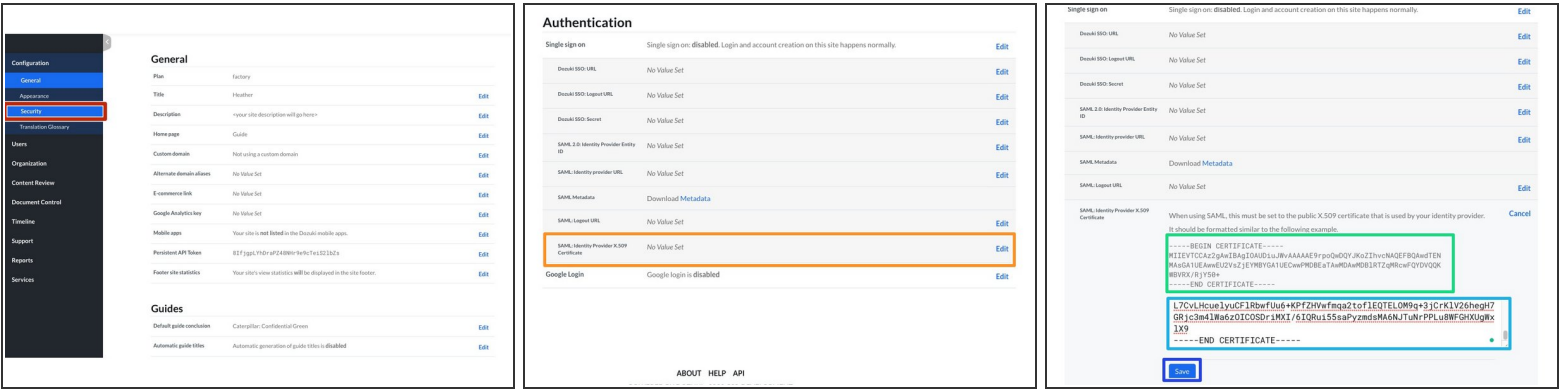 Configuration
General
Appearance
Security
Translation Glossary
Users
Organization
Content Review
Document Control
Timeline
Support
Reports
Services
General
Plan factory
Title Heather Edit
Description <your site description will go here> Edit
Home page Guide Edit
Custom domain Not using a custom domain Edit
Alternate domain aliases No Value Set Edit
E-commerce link No Value Set Edit
Google Analytics key No Value Set Edit
Mobile apps Your site is not listed in the Dozuki mobile apps. Edit
Persistent API Token Edit
Footer site statistics Your site's view statistics will be displayed in the site footer. Edit
Guides
Default guide conclusion Caterpillar: Confidential Green Edit
Automatic guide titles Automatic generation of guide titles is disabled Edit
Authentication
Single sign on Single sign on: disabled. Login and account creation on this site happens normally. Edit
Dozuki SSO: URL No Value Set Edit
Dozuki SSO: Logout URL No Value Set Edit
Dozuki SSO: Secret No Value Set Edit
SAML 2.0: Identity Provider Entity No Value Set Edit
ID
SAML: Identity provider URL No Value Set Edit
SAML Metadata Download Metadata
SAML: Logout URL No Value Set Edit
SAML: Identity Provider X.509 No Value Set Edit
Certificate
Google Login Google login is disabled Edit
ABOUT HELP API
Single sign on Single sign on: disabled. Login and account creation on this site happens normally. Edit
Dozuki SSO: URL No Value Set Edit
Dozuki SSO: Logout URL No Value Set Edit
Dozuki SSO: Secret No Value Set Edit
SAML 2.0: Identity Provider Entity No Value Set Edit
ID
SAML: Identity provider URL No Value Set Edit
SAML Metadata Download Metadata
SAML: Logout URL No Value Set Edit
SAML: Identity Provider X.509 When using SAML, this must be set to the public X.509 certificate that is used by your identity provider. Cancel
Certificate
It should be formatted similar to the following example.
-----BEGIN CERTIFICATE-----
MIIEVTCCAz2gAwIBAgIOAUDiuJWvAAAAAE9rpoQwDQYJKoZIhvcNAQEFBQAwdTEN
MAsGA1UEAwwEU2VsZjEYMBYGA1UECwwPMDBEaTAwMDAwMDBlRTZqMRcwFQYDVQQK
WBVRX/RjY50+
-----END CERTIFICATE-----
L7CvLHcuelyuCFlRbwfUu6+KPfZHVwfmqa2toflEQTELOM9q+3jCrKlV26hegH7
GRjc3m4lWa6zOICOSDriMXI/6IQRui55saPyzmdsMA6NJTuNrPPLu8WFGHXUgWx
lX9
-----END CERTIFICATE-----
Save